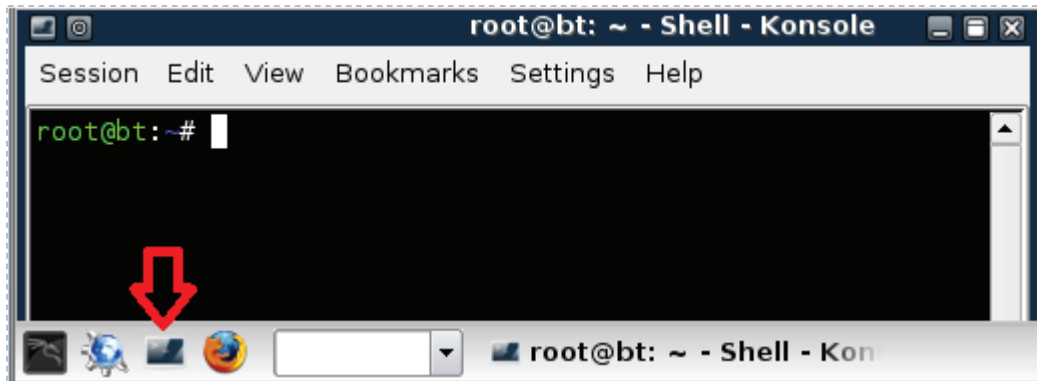 root@bt: ~ - Shell - Konsole
Session Edit View Bookmarks Settings Help
root@bt:~#
root@bt: ~ - Shell - Kon